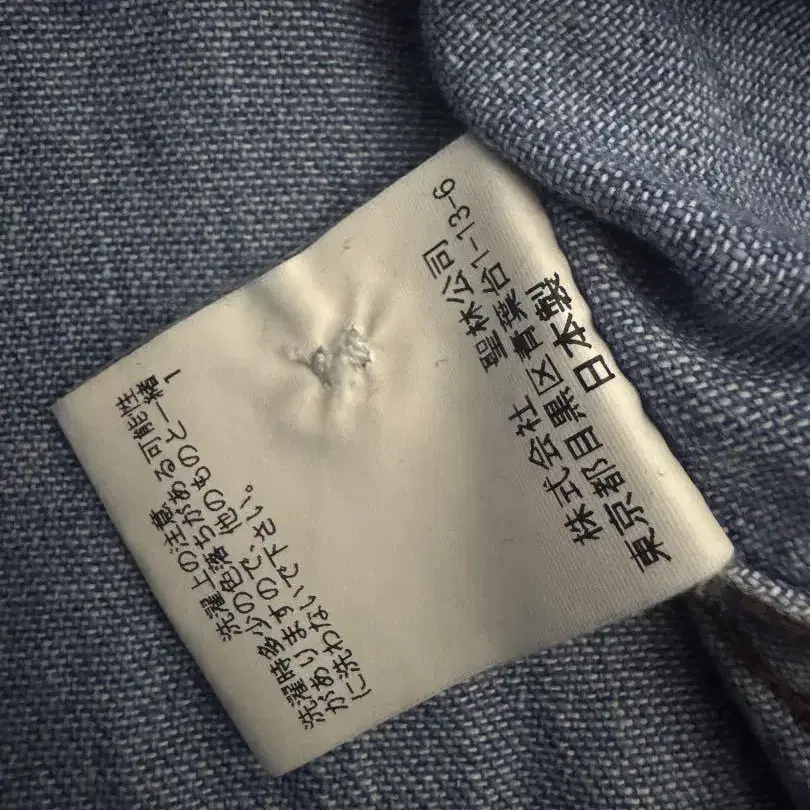 株式会社 聖林公司
東京都目黒区青葉台1-13-6
日本製
洗濯上の注意
洗濯時多少の色落ちがある可能性
がありますので、他のものと一緒
に洗わないで下さい。
1